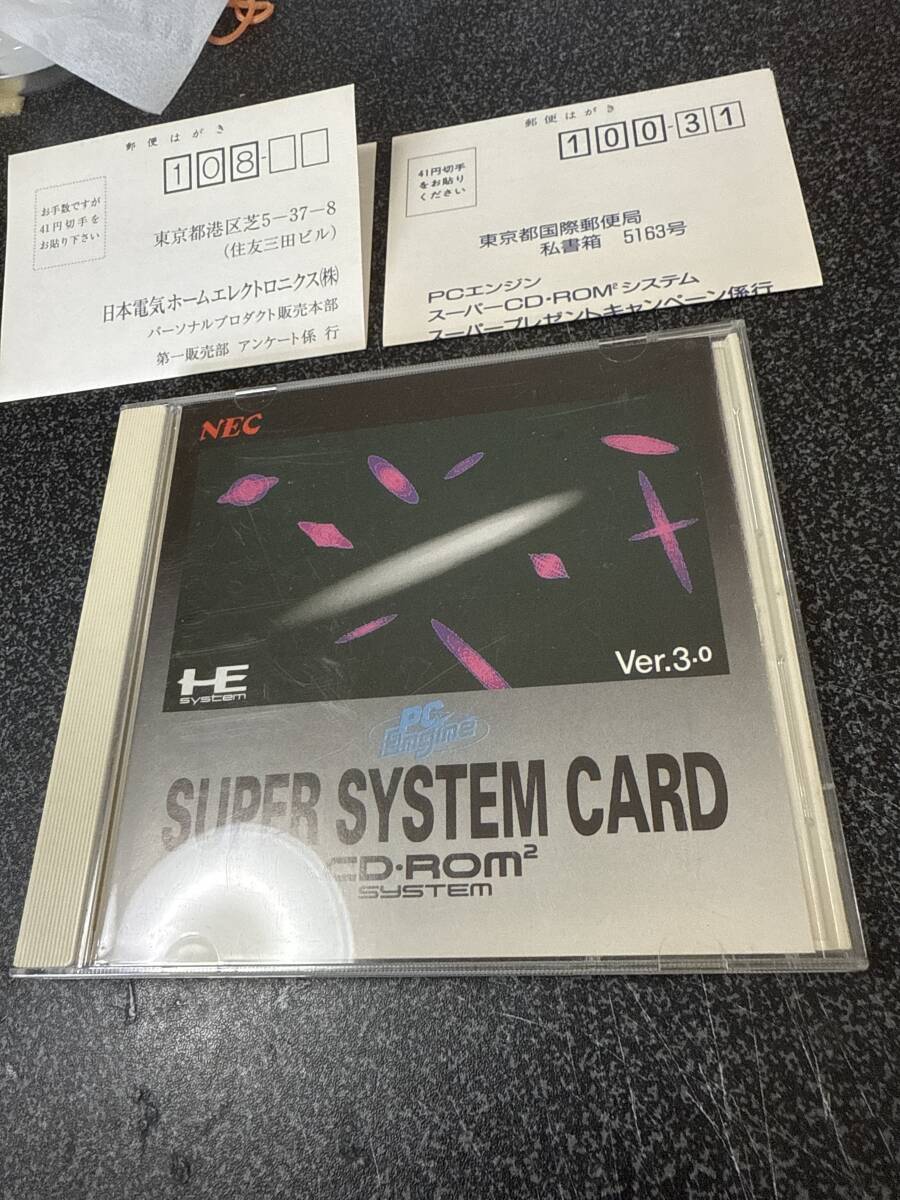 郵便はがき
108-
お手数ですが
41円切手を
お貼り下さい
東京都港区芝5-37-8
(住友三田ビル)
日本電気ホームエレクトロニクス(株)
パーソナルプロダクト販売本部
第一販売部 アンケート係 行
郵便はがき
100-31
41円切手
をお貼り
ください
東京都国際郵便局
私書箱 5163号
PCエンジン
スーパーCD・ROM²システム
スーパープレゼントキャンペーン係行
NEC
HE
system
Ver.3.0
PC
Engine
SUPER SYSTEM CARD
CD・ROM²
SYSTEM